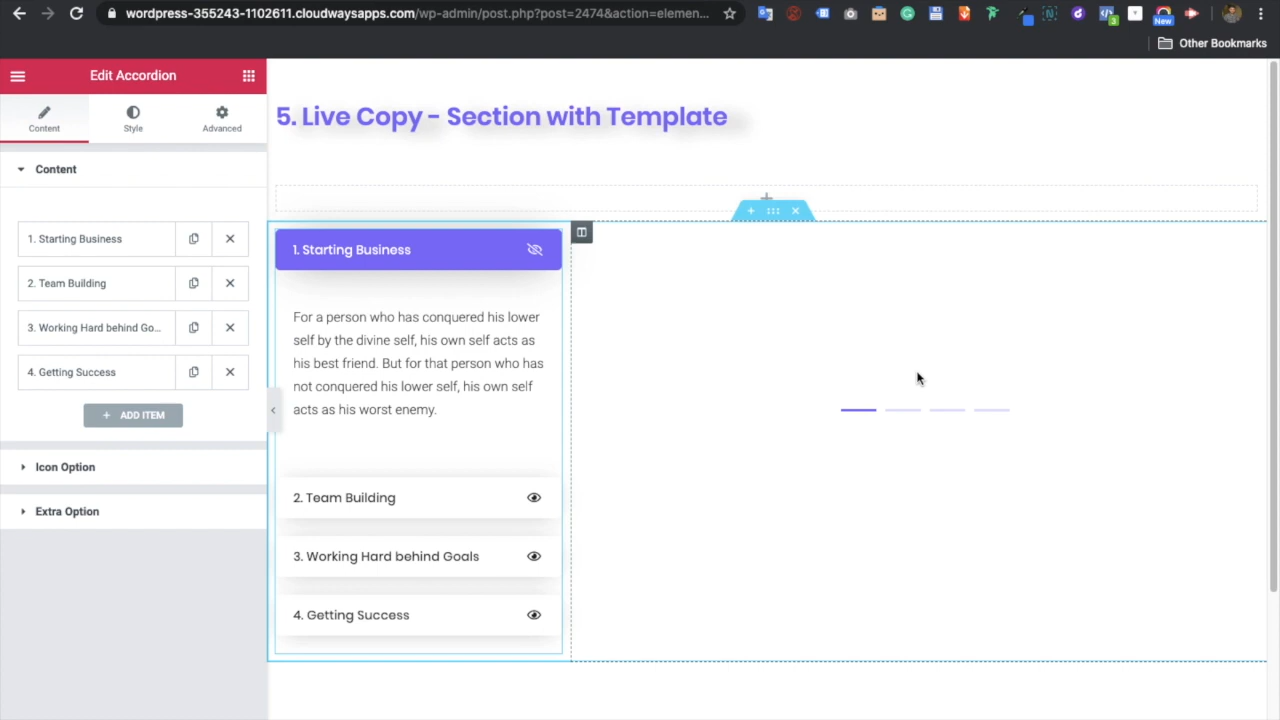 wordpress-355243-1102611.cloudwaysapps.com/wp-admin/post.php?post=2474&action=elemen...
3
New
Other Bookmarks
Edit Accordion
Content
Style
Advanced
Content
1. Starting Business
2. Team Building
3. Working Hard behind Go...
4. Getting Success
+ ADD ITEM
Icon Option
Extra Option
5. Live Copy - Section with Template
1. Starting Business
For a person who has conquered his lower
self by the divine self, his own self acts as
his best friend. But for that person who has
not conquered his lower self, his own self
acts as his worst enemy.
2. Team Building
3. Working Hard behind Goals
4. Getting Success